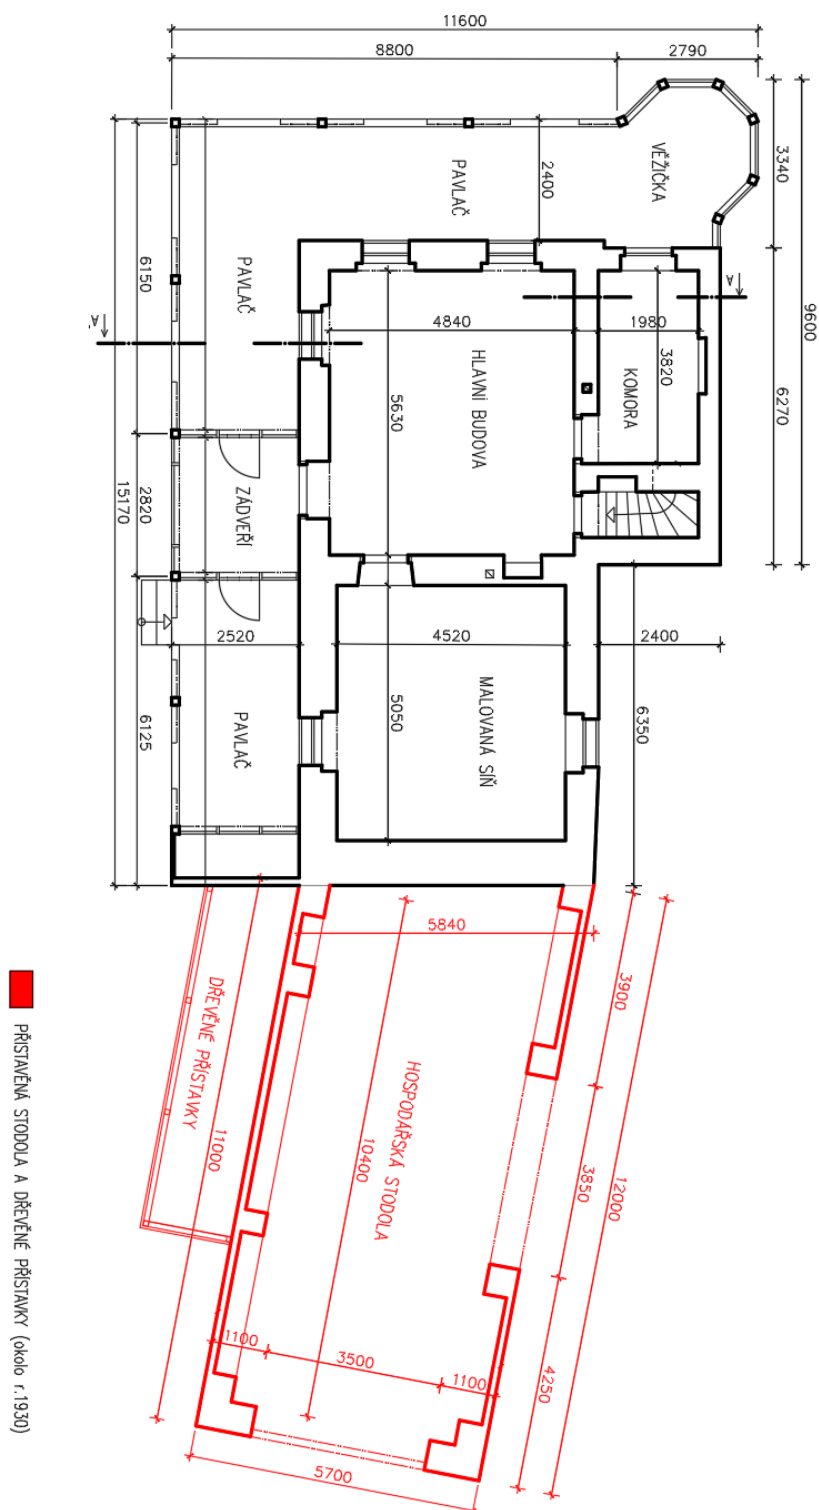 11600
8800
2790
3340
9600
6270
2400
VĚŽIČKA
PAVLAČ
PAVLAČ
6150
A
A'
4840
1980
3820
KOMORA
HLAVNÍ BUDOVA
5630
ZÁDVEŘÍ
2820
15170
2520
4520
2400
6350
5050
MALOVANÁ SÍŇ
PAVLAČ
6125
5840
3900
DŘEVĚNÉ PŘÍSTAVKY
11000
HOSPODÁŘSKÁ STODOLA
10400
3850
12000
1100
3500
1100
4250
5700
PŘISTAVĚNÁ STODOLA A DŘEVĚNÉ PŘÍSTAVKY (okolo r.1930)